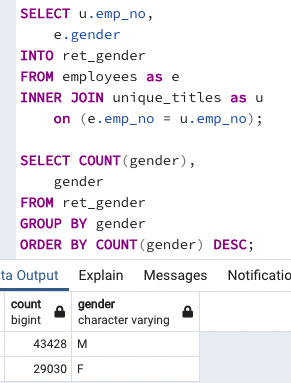 SELECT u.emp_no,
    e.gender
INTO ret_gender
FROM employees as e
INNER JOIN unique_titles as u
    on (e.emp_no = u.emp_no);

SELECT COUNT(gender),
    gender
FROM ret_gender
GROUP BY gender
ORDER BY COUNT(gender) DESC;
ta Output Explain Messages Notificatio
count gender
bigint character varying
43428 M
29030 F